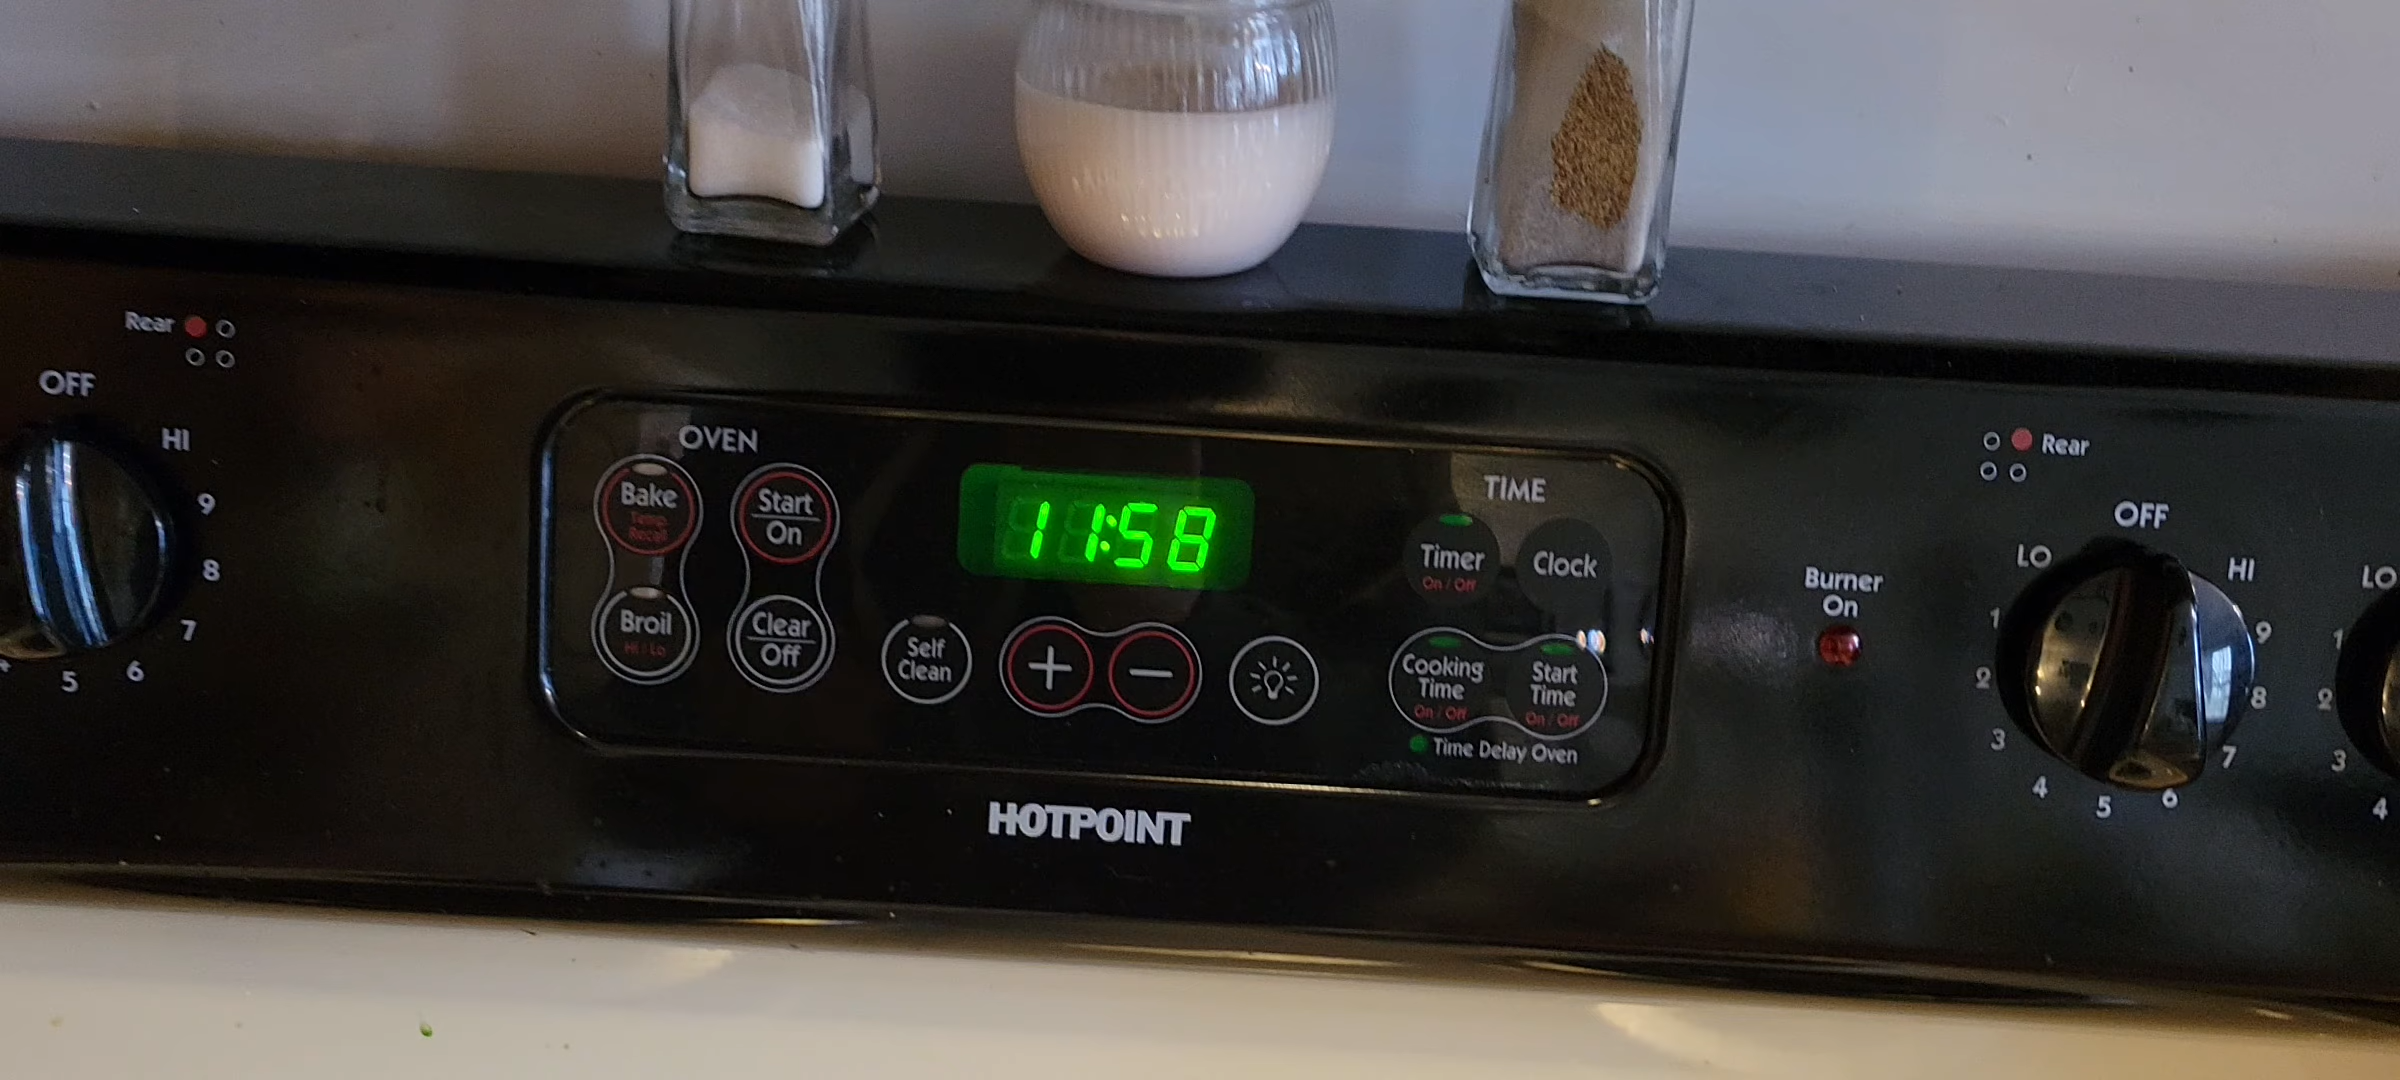 Rear
OFF
HI
9
8
7
6
5
OVEN
Bake
Temp
Recall
Start
On
Broil
Hi / Lo
Clear
Off
Self
Clean
11:58
+
−
TIME
Timer
On / Off
Clock
Cooking
Time
On / Off
Start
Time
On / Off
Time Delay Oven
HOTPOINT
Burner
On
Rear
OFF
LO
HI
1
9
2
8
3
7
4
5
6
LO
1
2
3
4